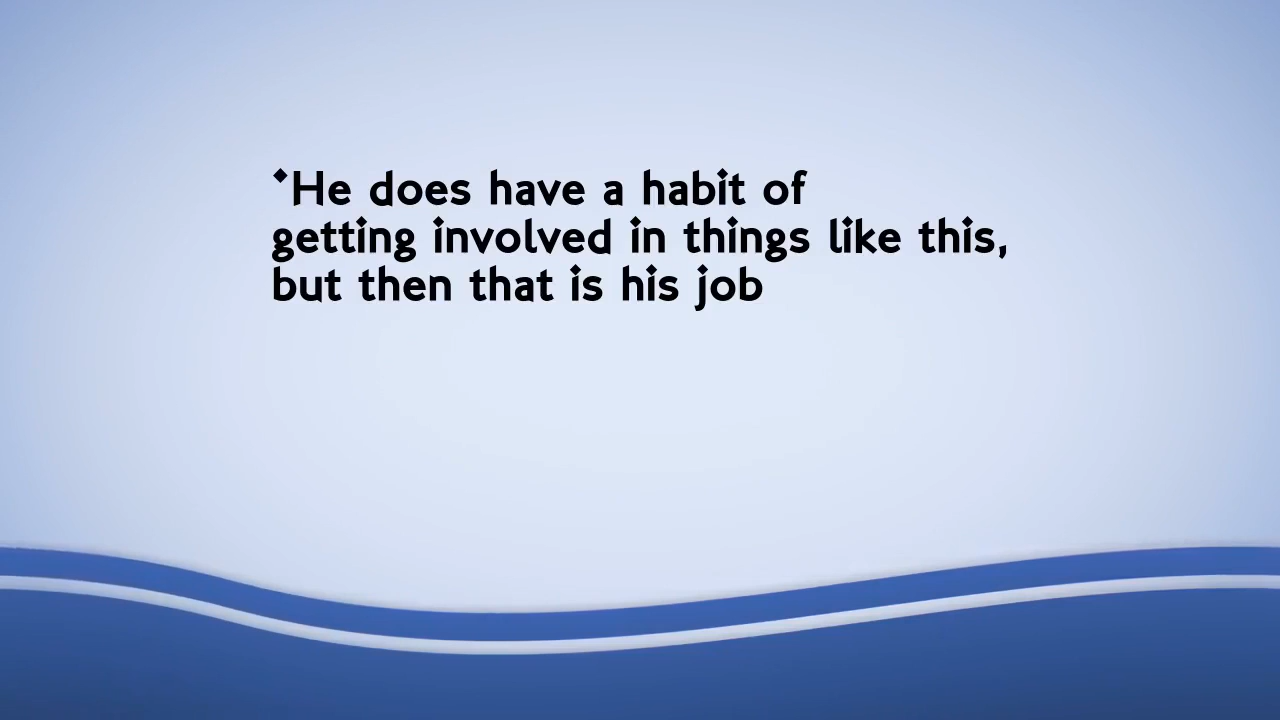 •He does have a habit of
getting involved in things like this,
but then that is his job